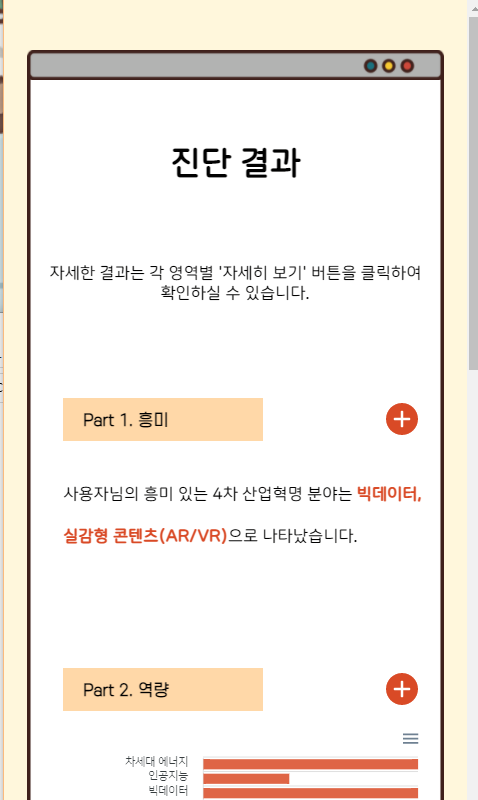 진단 결과
자세한 결과는 각 영역별 '자세히 보기' 버튼을 클릭하여
확인하실 수 있습니다.
Part 1. 흥미
사용자님의 흥미 있는 4차 산업혁명 분야는 빅데이터,
실감형 콘텐츠(AR/VR)으로 나타났습니다.
Part 2. 역량
차세대 에너지
인공지능
빅데이터